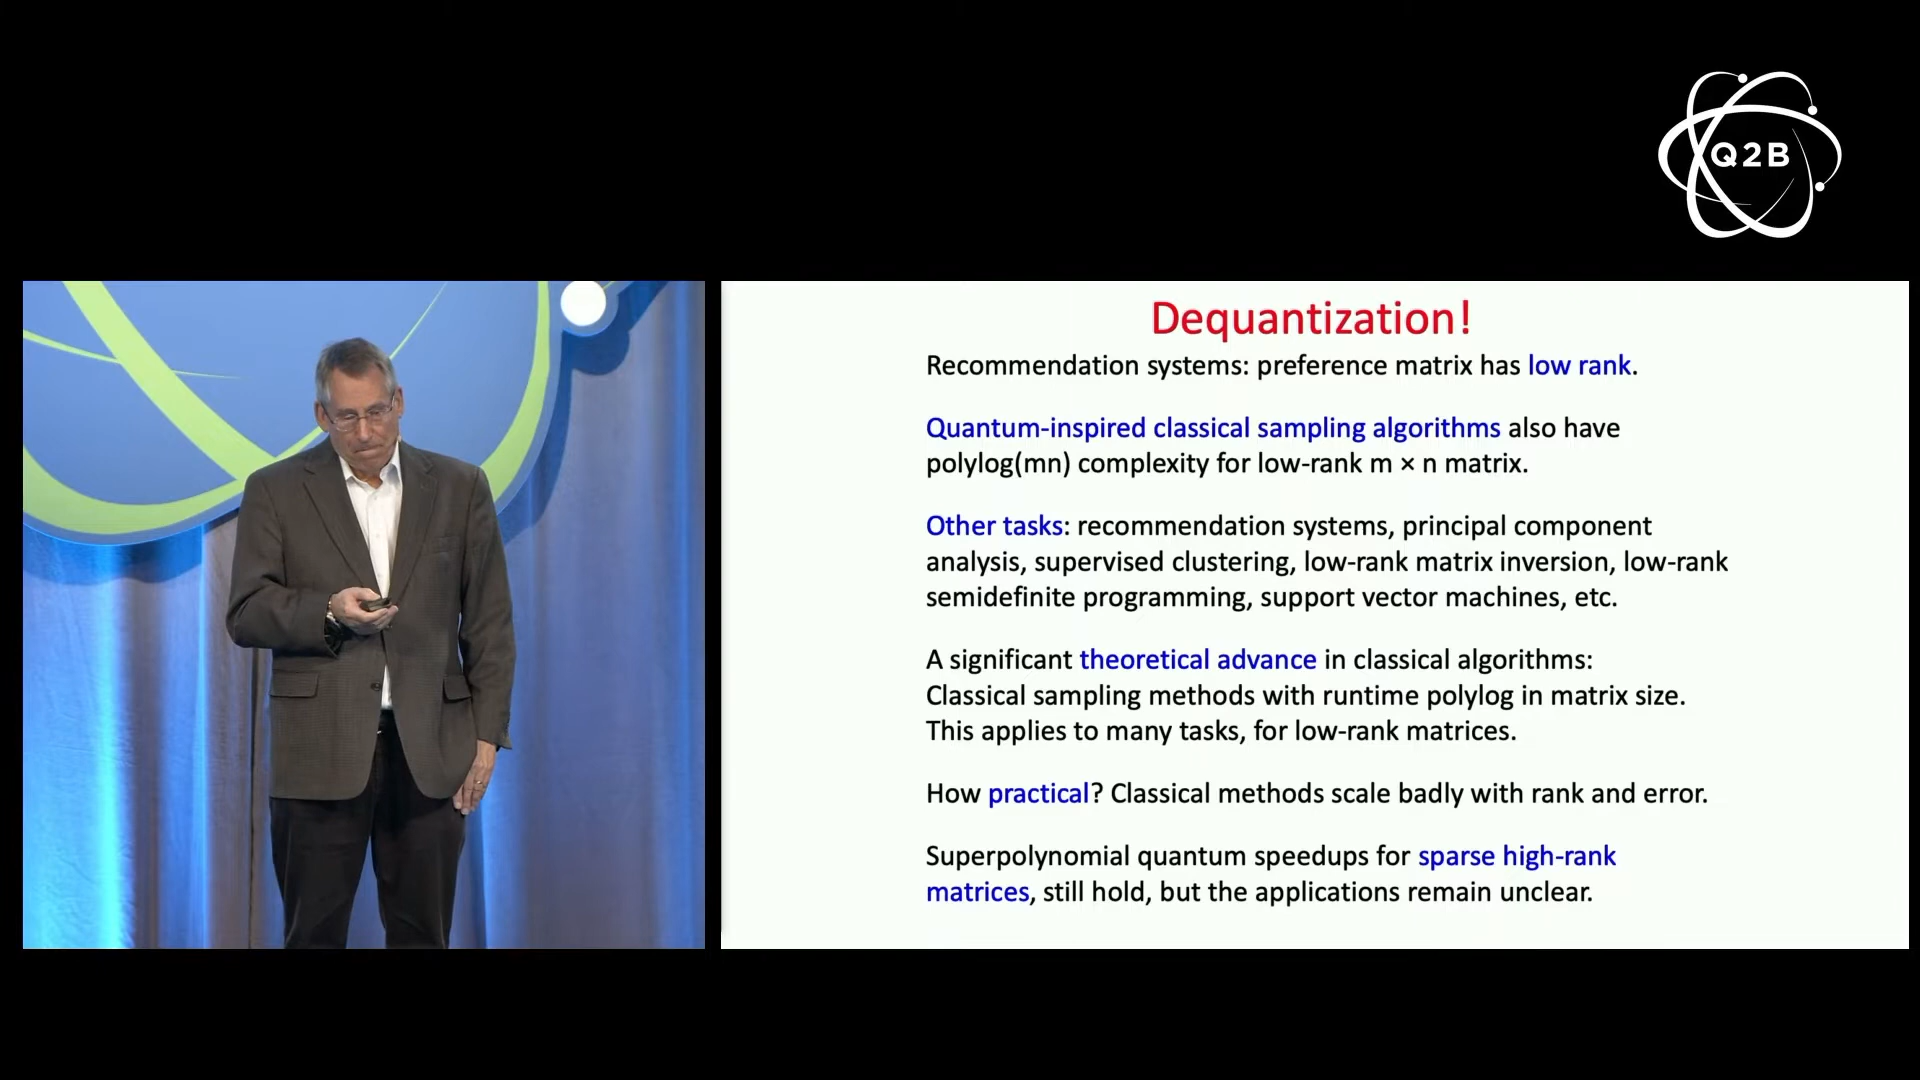 Q2B
Dequantization!
Recommendation systems: preference matrix has low rank.
Quantum-inspired classical sampling algorithms also have
polylog(mn) complexity for low-rank m × n matrix.
Other tasks: recommendation systems, principal component
analysis, supervised clustering, low-rank matrix inversion, low-rank
semidefinite programming, support vector machines, etc.
A significant theoretical advance in classical algorithms:
Classical sampling methods with runtime polylog in matrix size.
This applies to many tasks, for low-rank matrices.
How practical? Classical methods scale badly with rank and error.
Superpolynomial quantum speedups for sparse high-rank
matrices, still hold, but the applications remain unclear.